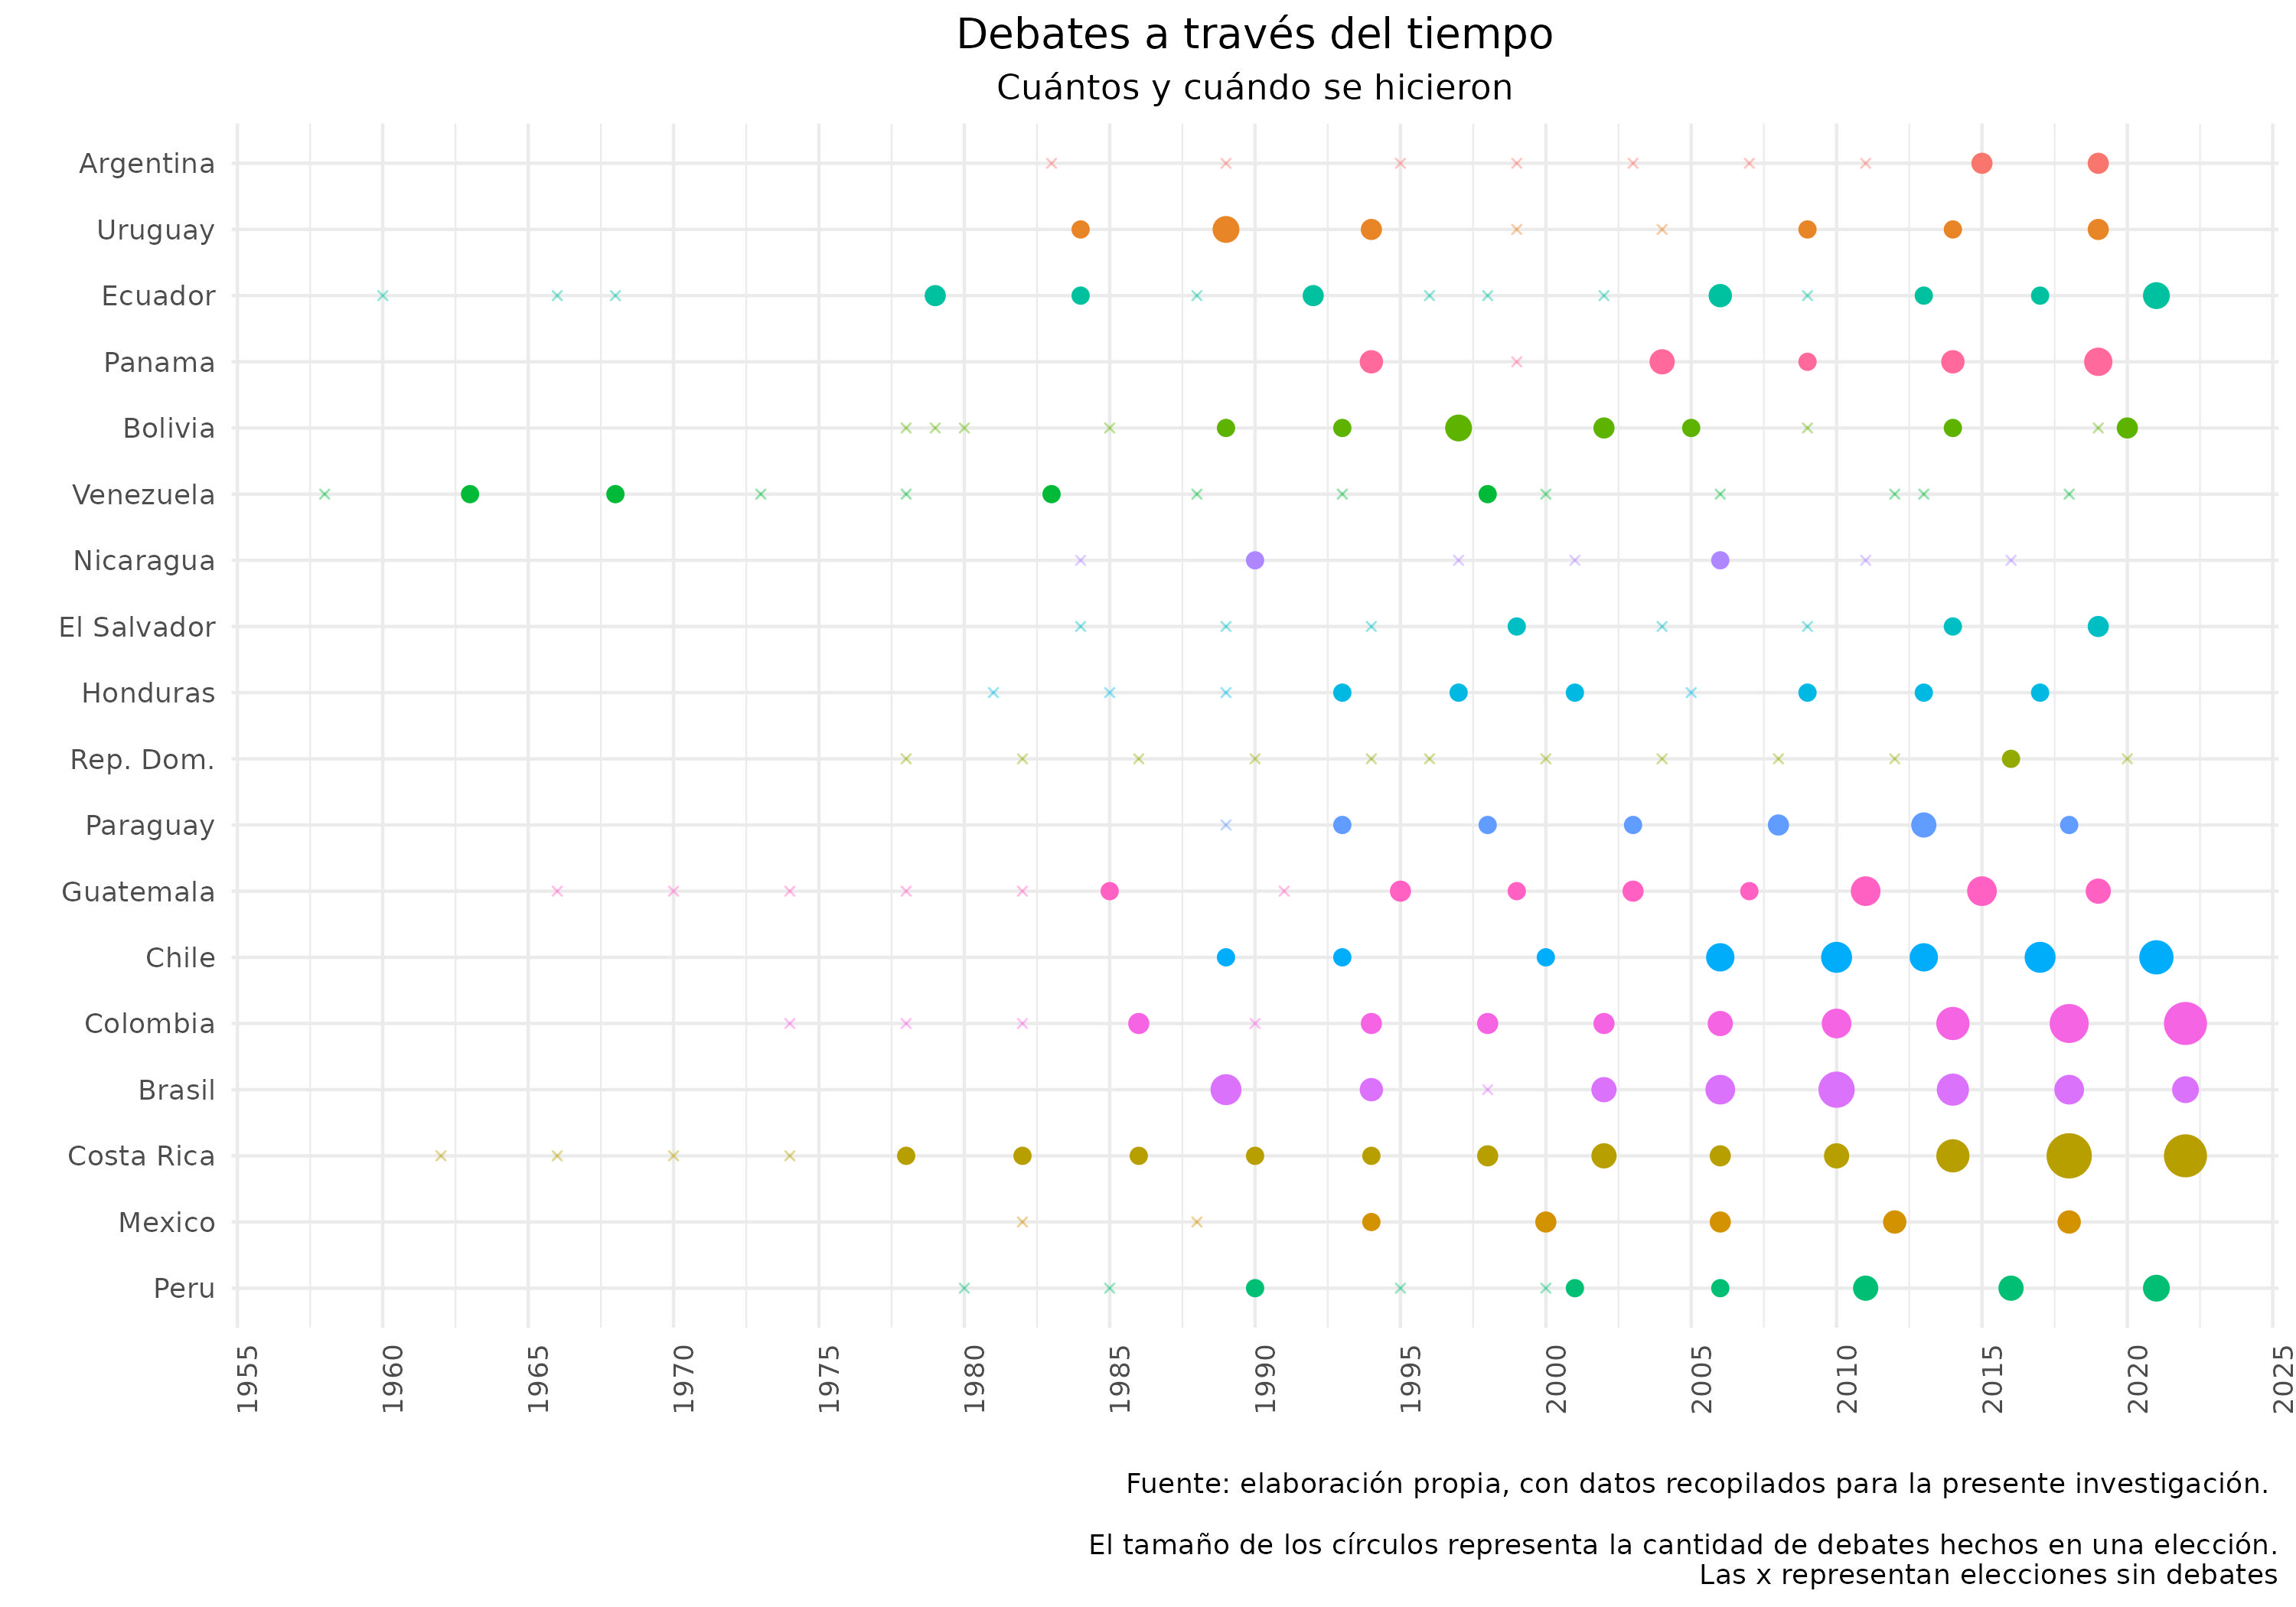 Debates a través del tiempo
Cuántos y cuándo se hicieron
Argentina
Uruguay
Ecuador
Panama
Bolivia
Venezuela
Nicaragua
El Salvador
Honduras
Rep. Dom.
Paraguay
Guatemala
Chile
Colombia
Brasil
Costa Rica
Mexico
Peru
1955
1960
1965
1970
1975
1980
1985
1990
1995
2000
2005
2010
2015
2020
2025
Fuente: elaboración propia, con datos recopilados para la presente investigación.
El tamaño de los círculos representa la cantidad de debates hechos en una elección.
Las x representan elecciones sin debates